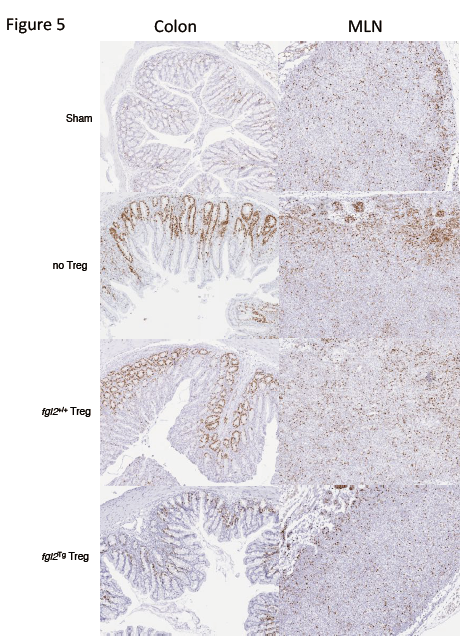 Figure 5
Colon MLN
Sham
no Treg
fgl2+/+ Treg
fgl2Tg Treg